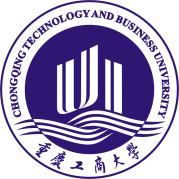 CHONGQING TECHNOLOGY AND BUSINESS UNIVERSITY
重慶工商大學